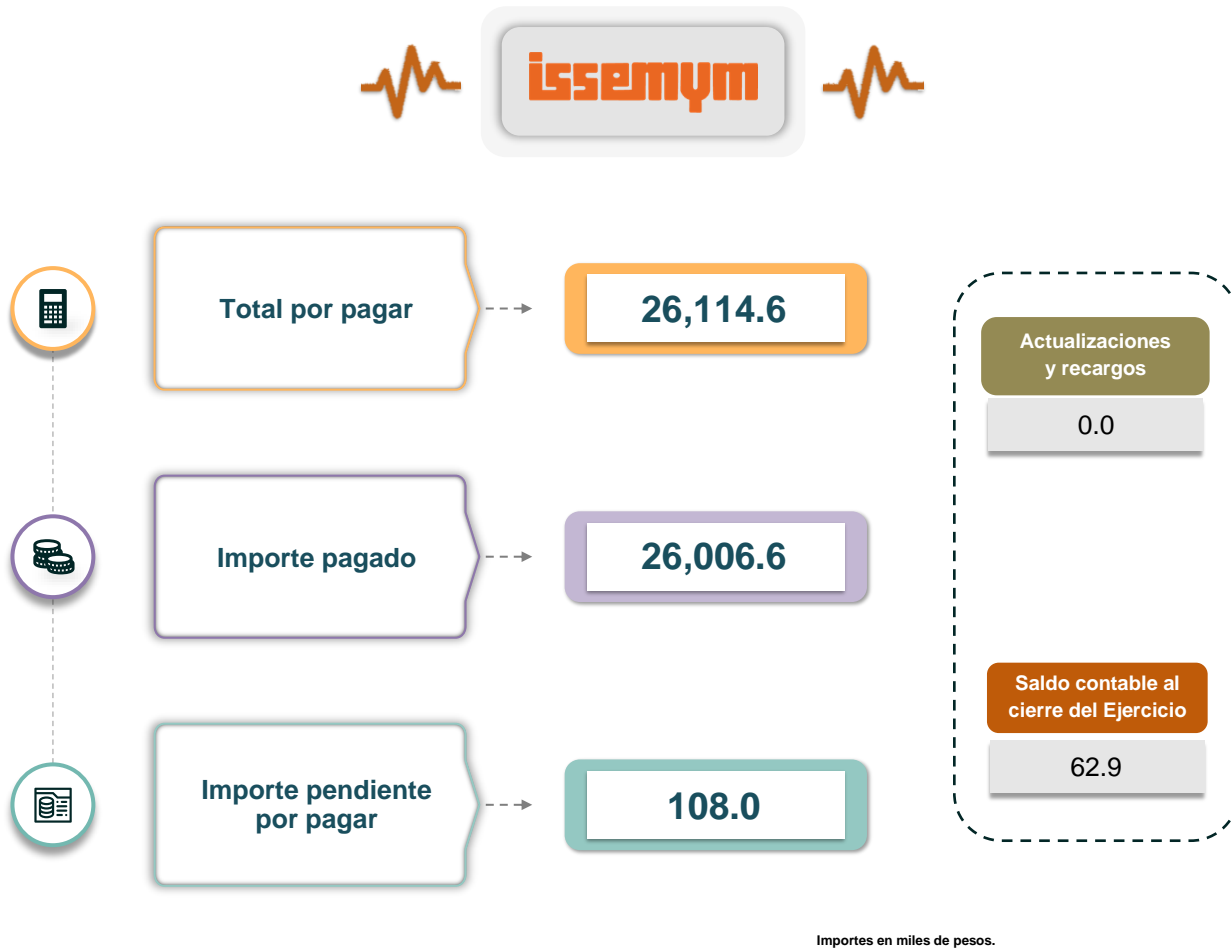 issemym
Total por pagar
26,114.6
Actualizaciones
y recargos
0.0
Importe pagado
26,006.6
Saldo contable al
cierre del Ejercicio
62.9
Importe pendiente
por pagar
108.0
Importes en miles de pesos.